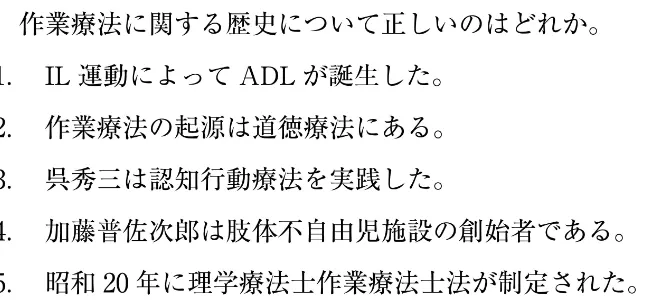 作業療法に関する歴史について正しいのはどれか。
1. IL 運動によって ADL が誕生した。
2. 作業療法の起源は道徳療法にある。
3. 呉秀三は認知行動療法を実践した。
4. 加藤普佐次郎は肢体不自由児施設の創始者である。
5. 昭和 20 年に理学療法士作業療法士法が制定された。